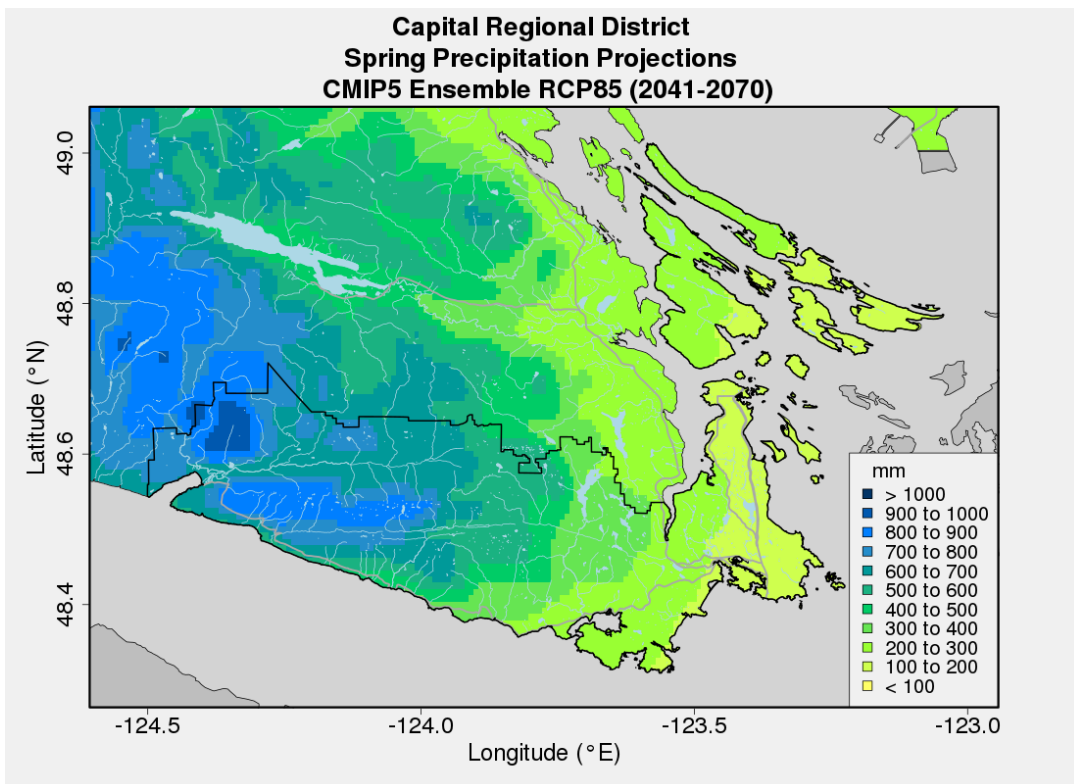 Capital Regional District
Spring Precipitation Projections
CMIP5 Ensemble RCP85 (2041-2070)
49.0
48.8
48.6
48.4
Latitude (°N)
mm
> 1000
900 to 1000
800 to 900
700 to 800
600 to 700
500 to 600
400 to 500
300 to 400
200 to 300
100 to 200
< 100
-124.5
-124.0
-123.5
-123.0
Longitude (°E)